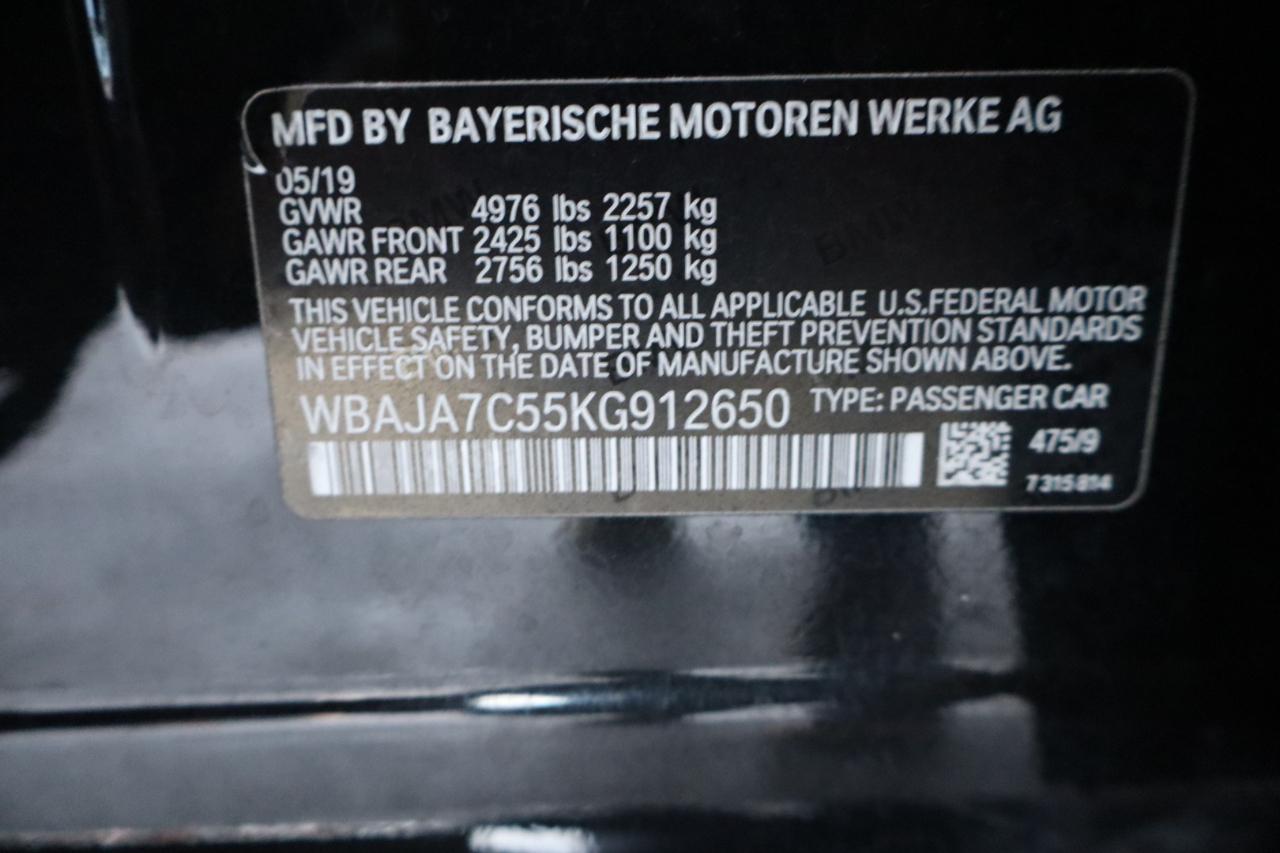 MFD BY BAYERISCHE MOTOREN WERKE AG
05/19
GVWR 4976 lbs 2257 kg
GAWR FRONT 2425 lbs 1100 kg
GAWR REAR 2756 lbs 1250 kg
THIS VEHICLE CONFORMS TO ALL APPLICABLE U.S.FEDERAL MOTOR
VEHICLE SAFETY, BUMPER AND THEFT PREVENTION STANDARDS
IN EFFECT ON THE DATE OF MANUFACTURE SHOWN ABOVE.
WBAJA7C55KG912650 TYPE: PASSENGER CAR
475/9
7315814